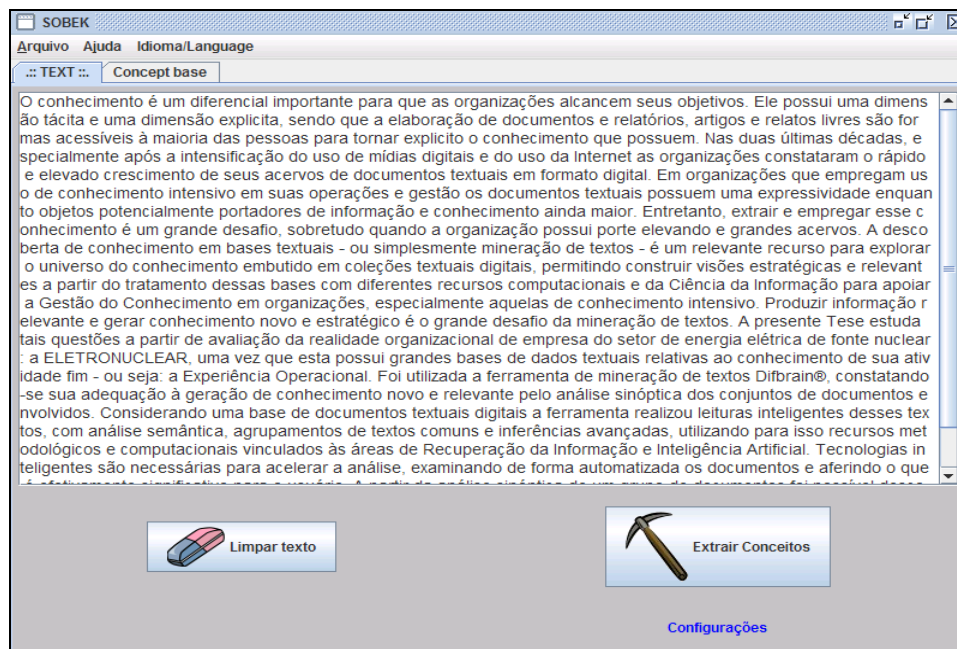 SOBEK
Arquivo Ajuda Idioma/Language
.:: TEXT ::. Concept base
O conhecimento é um diferencial importante para que as organizações alcancem seus objetivos. Ele possui uma dimens
ão tácita e uma dimensão explicita, sendo que a elaboração de documentos e relatórios, artigos e relatos livres são for
mas acessíveis à maioria das pessoas para tornar explicito o conhecimento que possuem. Nas duas últimas décadas, e
specialmente após a intensificação do uso de mídias digitais e do uso da Internet as organizações constataram o rápido
e elevado crescimento de seus acervos de documentos textuais em formato digital. Em organizações que empregam us
o de conhecimento intensivo em suas operações e gestão os documentos textuais possuem uma expressividade enquan
to objetos potencialmente portadores de informação e conhecimento ainda maior. Entretanto, extrair e empregar esse c
onhecimento é um grande desafio, sobretudo quando a organização possui porte elevando e grandes acervos. A desco
berta de conhecimento em bases textuais - ou simplesmente mineração de textos - é um relevante recurso para explorar
o universo do conhecimento embutido em coleções textuais digitais, permitindo construir visões estratégicas e relevant
es a partir do tratamento dessas bases com diferentes recursos computacionais e da Ciência da Informação para apoiar
a Gestão do Conhecimento em organizações, especialmente aquelas de conhecimento intensivo. Produzir informação r
elevante e gerar conhecimento novo e estratégico é o grande desafio da mineração de textos. A presente Tese estuda
tais questões a partir de avaliação da realidade organizacional de empresa do setor de energia elétrica de fonte nuclear
: a ELETRONUCLEAR, uma vez que esta possui grandes bases de dados textuais relativas ao conhecimento de sua ativ
idade fim - ou seja: a Experiência Operacional. Foi utilizada a ferramenta de mineração de textos Difbrain®, constatando
-se sua adequação à geração de conhecimento novo e relevante pelo análise sinóptica dos conjuntos de documentos e
nvolvidos. Considerando uma base de documentos textuais digitais a ferramenta realizou leituras inteligentes desses tex
tos, com análise semântica, agrupamentos de textos comuns e inferências avançadas, utilizando para isso recursos met
odológicos e computacionais vinculados às áreas de Recuperação da Informação e Inteligência Artificial. Tecnologias in
teligentes são necessárias para acelerar a análise, examinando de forma automatizada os documentos e aferindo o que
Limpar texto Extrair Conceitos
Configurações